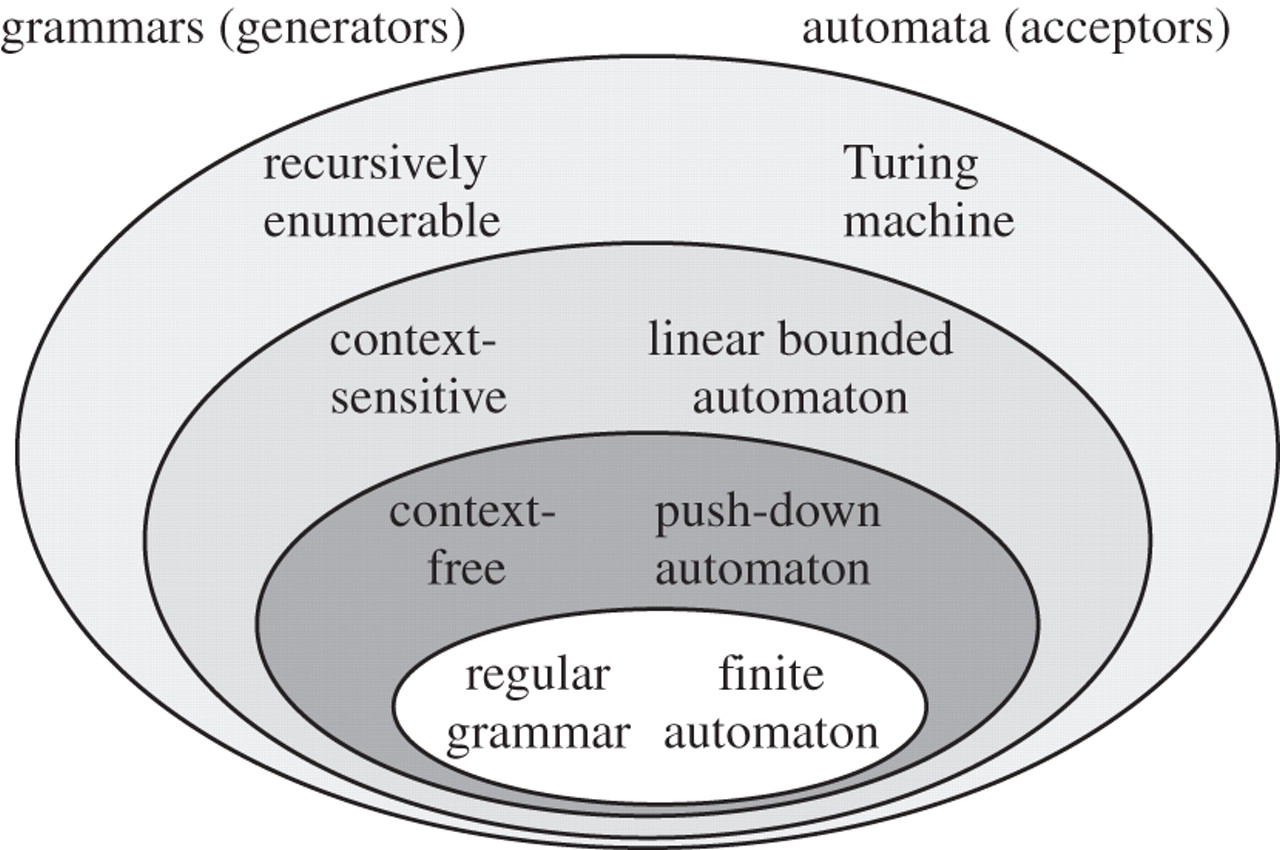 grammars (generators)
automata (acceptors)
recursively
enumerable
Turing
machine
context-
sensitive
linear bounded
automaton
context-
free
push-down
automaton
regular
grammar
finite
automaton